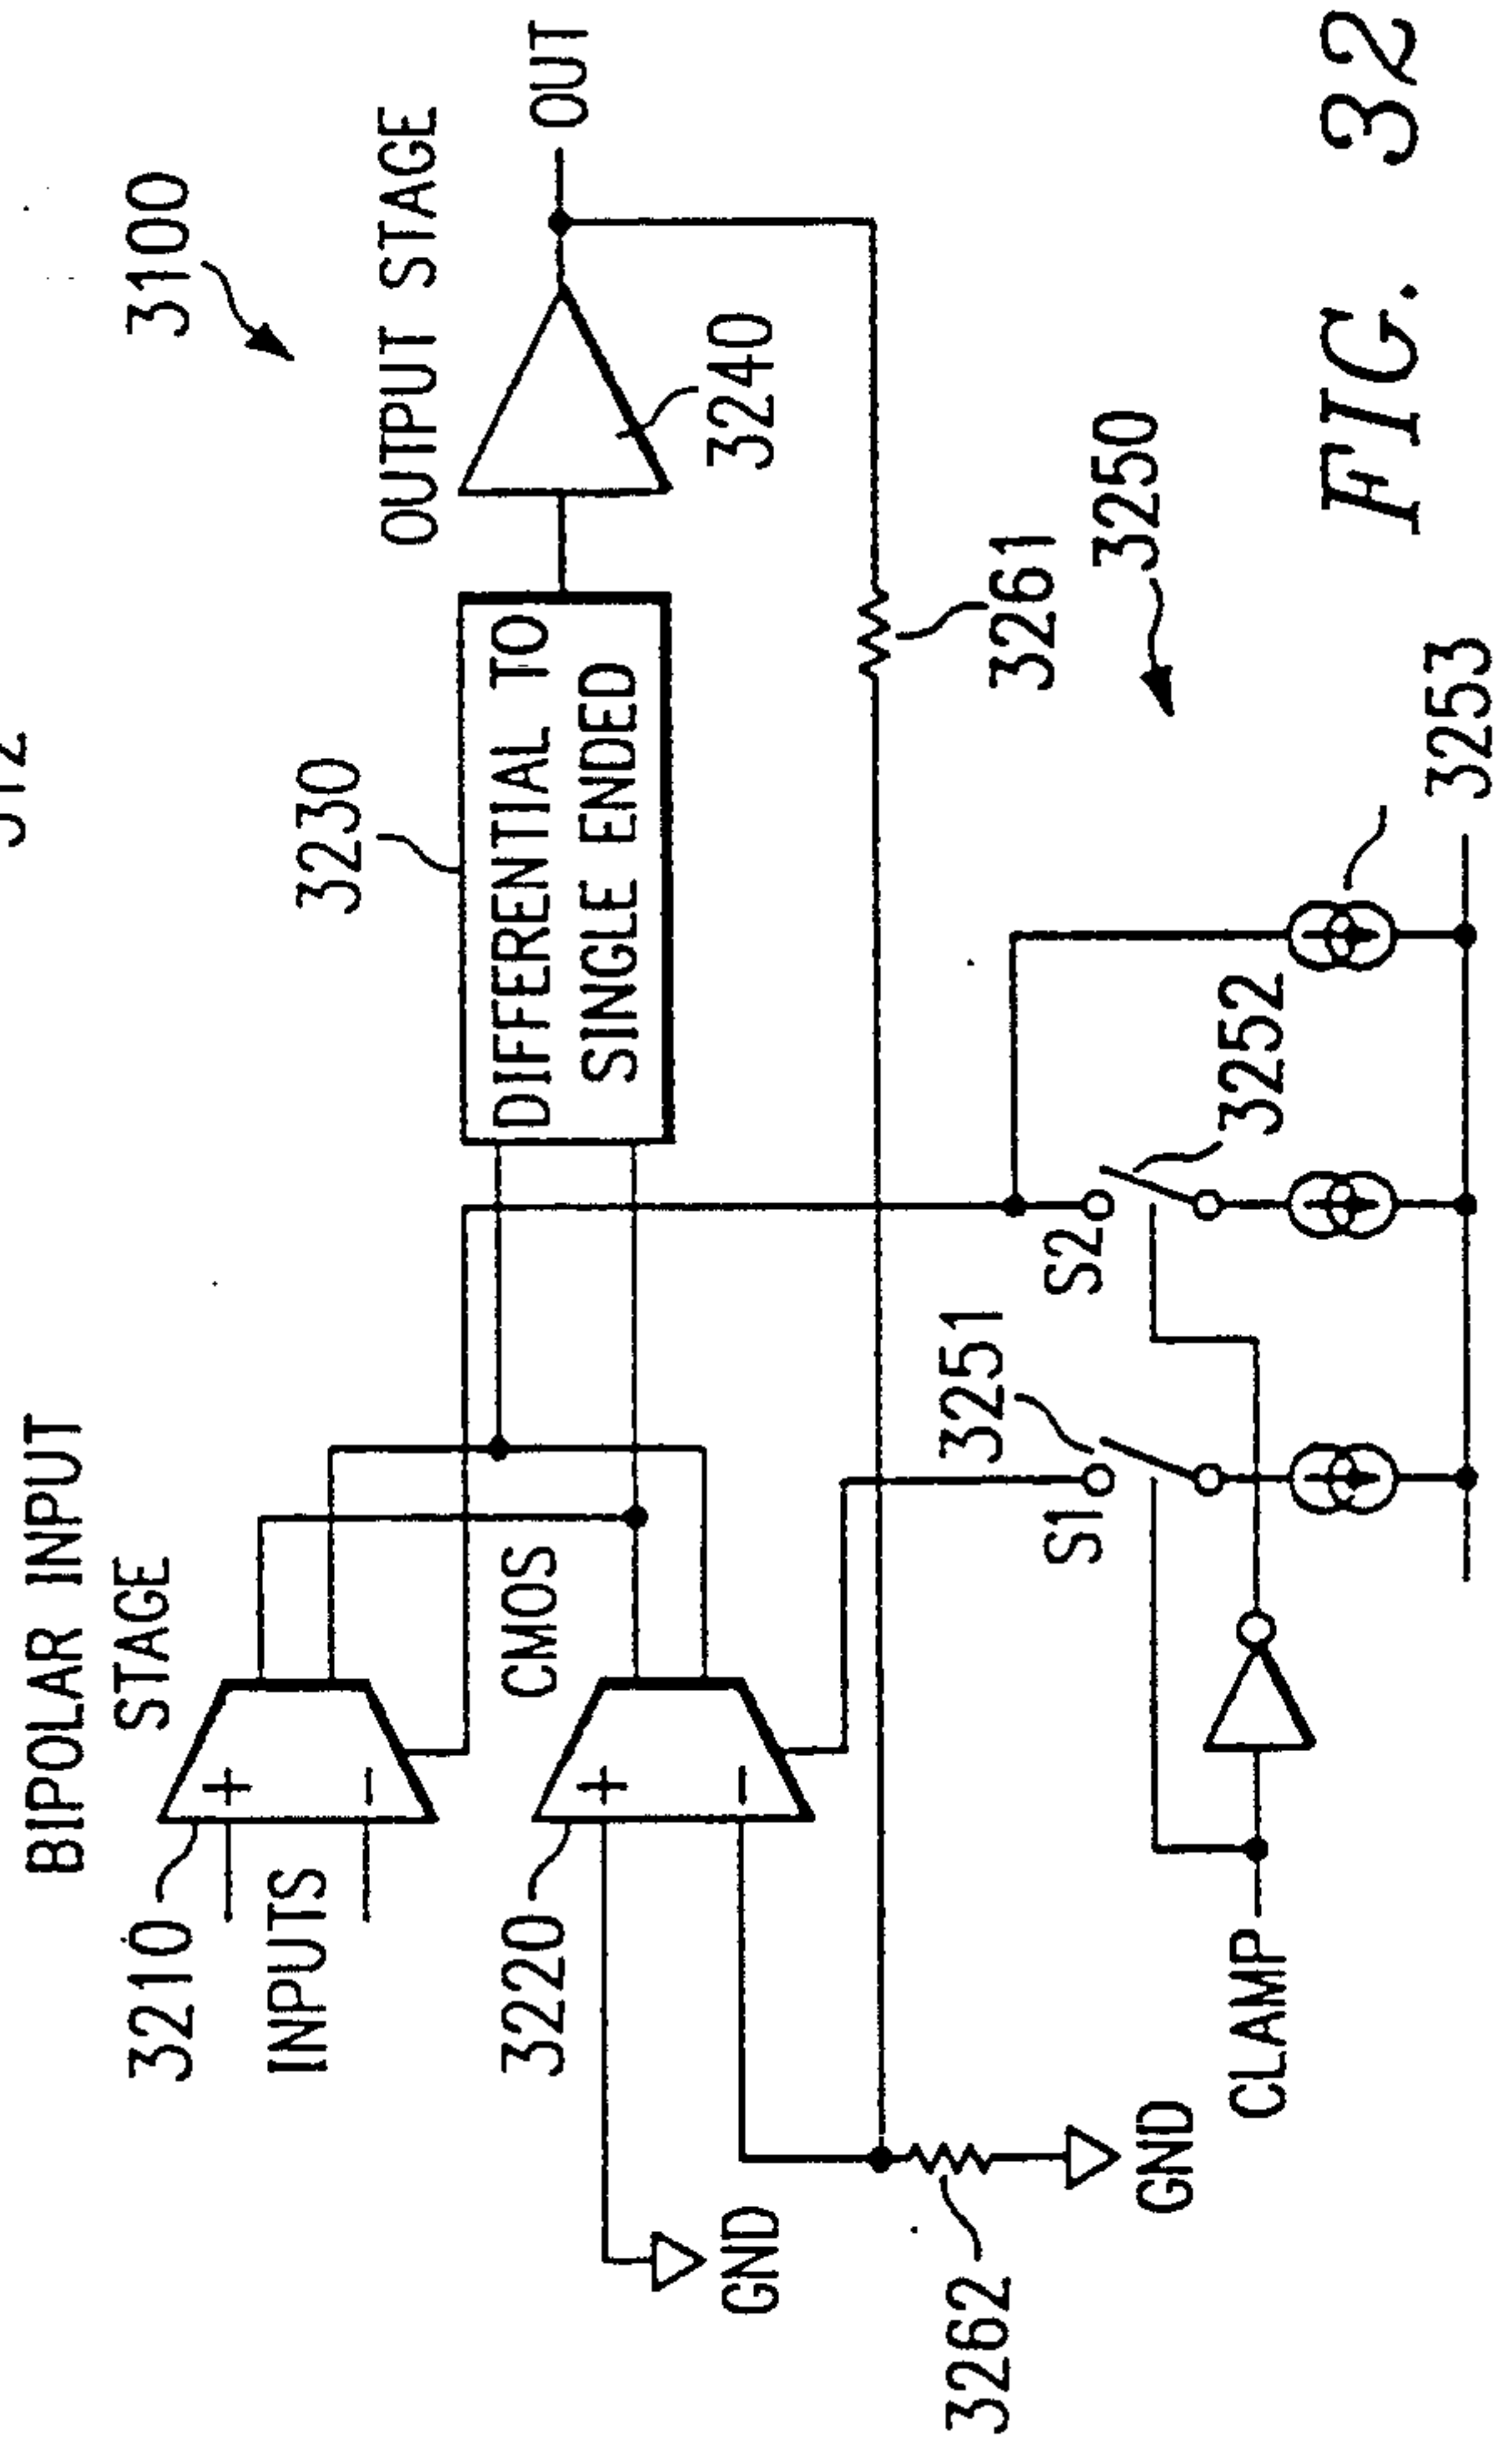 3100
BIPOLAR INPUT
STAGE
OUTPUT STAGE
3210
3230
INPUTS
+
−
DIFFERENTIAL TO
SINGLE ENDED
OUT
CMOS
3220
+
−
3240
GND
3261
3251
3262
S1
S2
3250
GND
3252
CLAMP
3253
FIG. 32